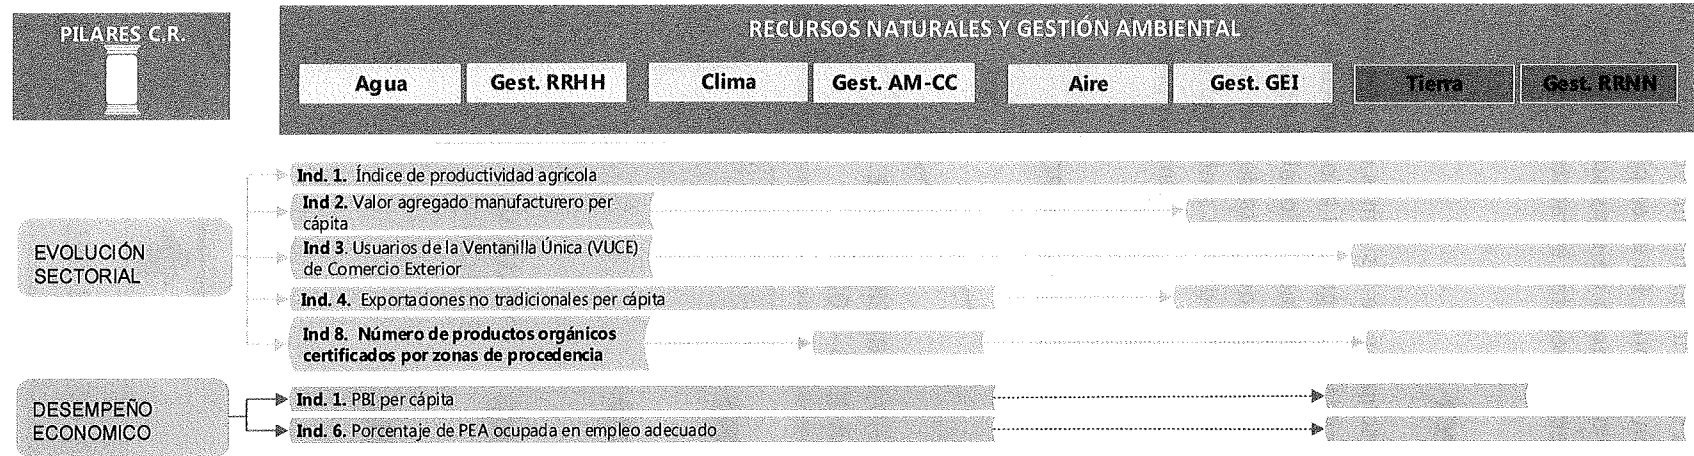 PILARES C.R.
RECURSOS NATURALES Y GESTIÓN AMBIENTAL
Agua
Gest. RRHH
Clima
Gest. AM-CC
Aire
Gest. GEI
Tierra
Gest. RRNN
EVOLUCIÓN
SECTORIAL
Ind. 1. Índice de productividad agrícola
Ind 2. Valor agregado manufacturero per
cápita
Ind 3. Usuarios de la Ventanilla Única (VUCE)
de Comercio Exterior
Ind. 4. Exportaciones no tradicionales per cápita
Ind 8. Número de productos orgánicos
certificados por zonas de procedencia
DESEMPEÑO
ECONOMICO
Ind. 1. PBI per cápita
Ind. 6. Porcentaje de PEA ocupada en empleo adecuado